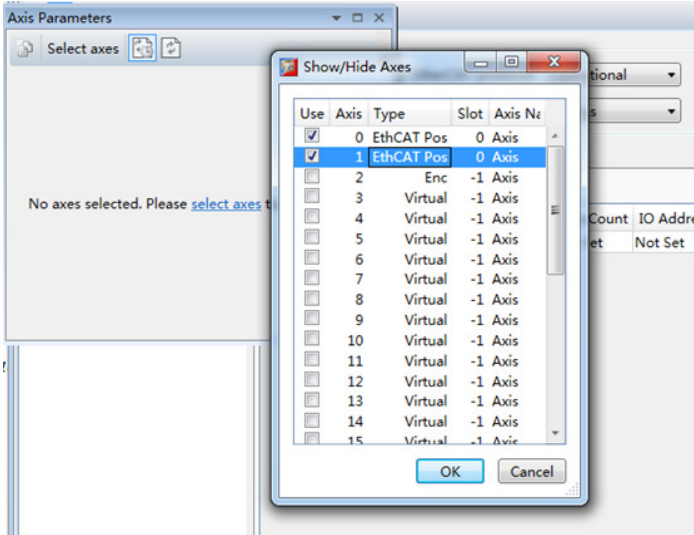 Axis Parameters
Select axes
No axes selected. Please select axes t
Show/Hide Axes
Use Axis Type Slot Axis Na
0 EthCAT Pos 0 Axis
1 EthCAT Pos 0 Axis
2 Enc -1 Axis
3 Virtual -1 Axis
4 Virtual -1 Axis
5 Virtual -1 Axis
6 Virtual -1 Axis
7 Virtual -1 Axis
8 Virtual -1 Axis
9 Virtual -1 Axis
10 Virtual -1 Axis
11 Virtual -1 Axis
12 Virtual -1 Axis
13 Virtual -1 Axis
14 Virtual -1 Axis
15 Virtual -1 Axis
OK Cancel
tional
s
Count IO Addre
et Not Set